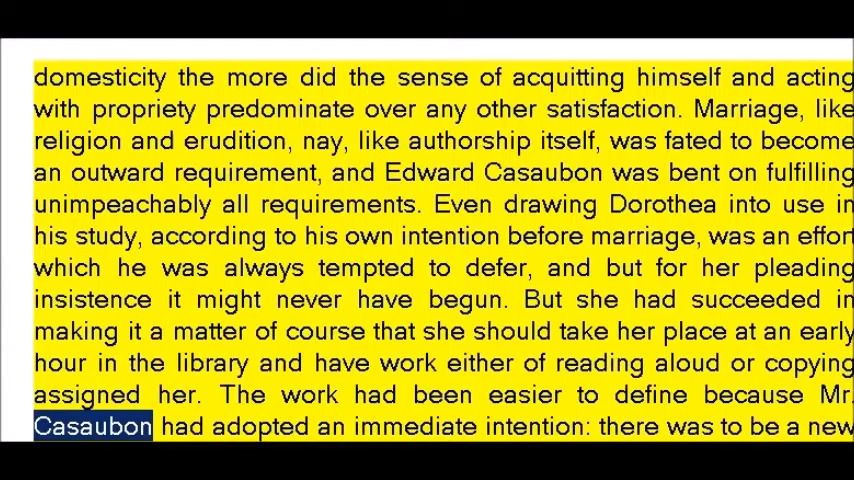 domesticity the more did the sense of acquitting himself and acting
with propriety predominate over any other satisfaction. Marriage, like
religion and erudition, nay, like authorship itself, was fated to become
an outward requirement, and Edward Casaubon was bent on fulfilling
unimpeachably all requirements. Even drawing Dorothea into use in
his study, according to his own intention before marriage, was an effort
which he was always tempted to defer, and but for her pleading
insistence it might never have begun. But she had succeeded in
making it a matter of course that she should take her place at an early
hour in the library and have work either of reading aloud or copying
assigned her. The work had been easier to define because Mr.
Casaubon had adopted an immediate intention: there was to be a new